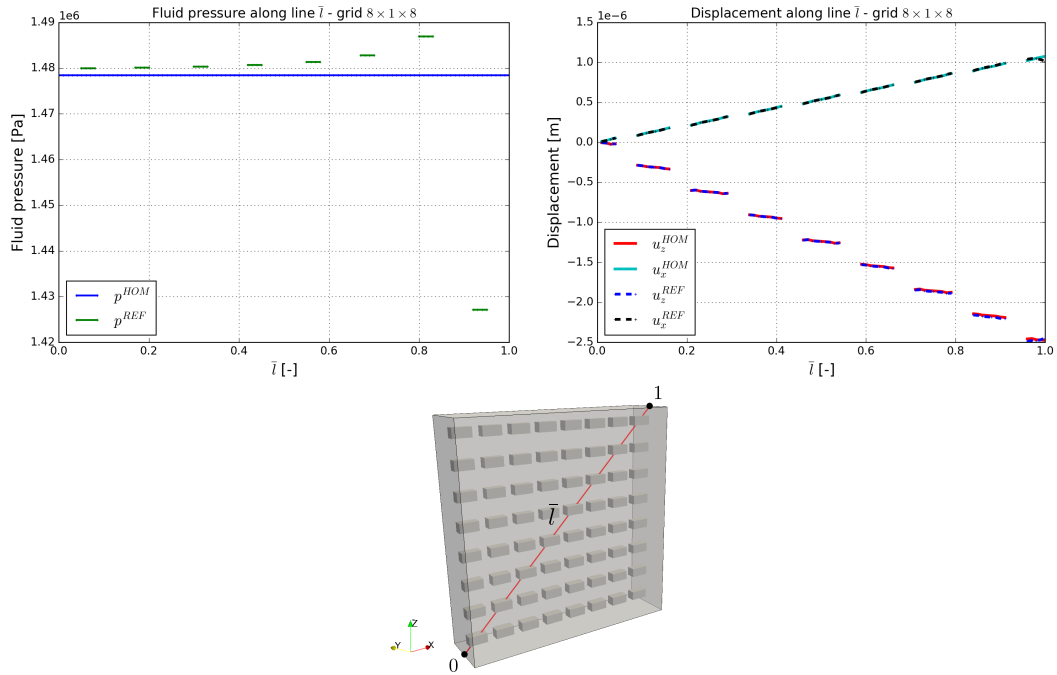 Fluid pressure along line l̄ - grid 8 × 1 × 8
1e6
1.49
1.48
1.47
1.46
1.45
1.44
1.43
1.42
Fluid pressure [Pa]
p^HOM
p^REF
0.0 0.2 0.4 0.6 0.8 1.0
l̄ [-]
Displacement along line l̄ - grid 8 × 1 × 8
1e−6
1.5
1.0
0.5
0.0
−0.5
−1.0
−1.5
−2.0
−2.5
Displacement [m]
u_z^HOM
u_x^HOM
u_z^REF
u_x^REF
0.0 0.2 0.4 0.6 0.8 1.0
l̄ [-]
1
l̄
Z
Y X
0